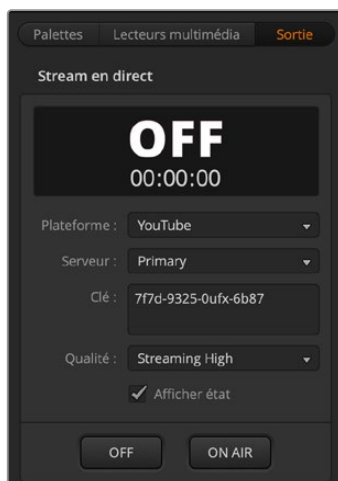 Palettes Lecteurs multimédia Sortie
Stream en direct
OFF
00:00:00
Plateforme : YouTube
Serveur : Primary
Clé : 7f7d-9325-0ufx-6b87
Qualité : Streaming High
Afficher état
OFF ON AIR